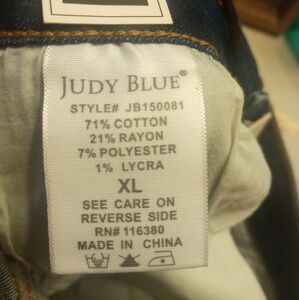 JUDY BLUE®
STYLE# JB150081
71% COTTON
21% RAYON
7% POLYESTER
1% LYCRA
XL
SEE CARE ON
REVERSE SIDE
RN# 116380
MADE IN CHINA